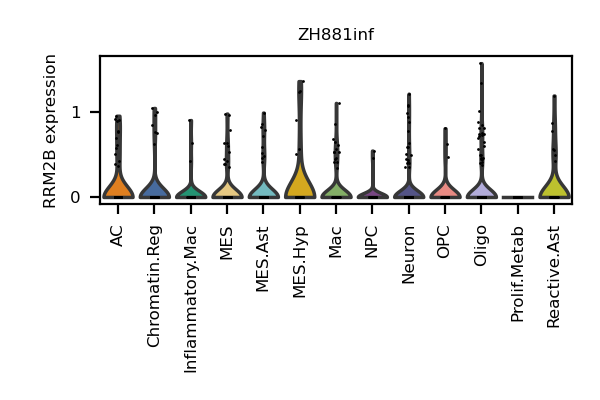 ZH881inf
RRM2B expression
1
0
AC
Chromatin.Reg
Inflammatory.Mac
MES
MES.Ast
MES.Hyp
Mac
NPC
Neuron
OPC
Oligo
Prolif.Metab
Reactive.Ast